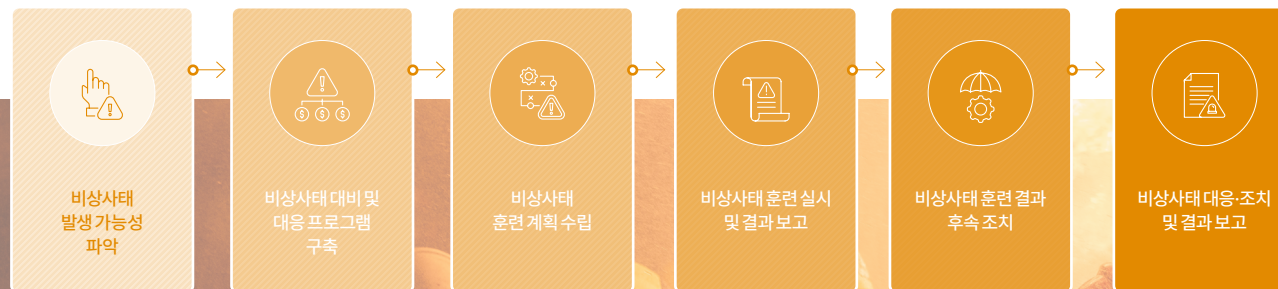 비상사태
발생 가능성
파악
비상사태 대비 및
대응 프로그램
구축
비상사태
훈련 계획 수립
비상사태 훈련 실시
및 결과 보고
비상사태 훈련 결과
후속 조치
비상사태 대응·조치
및 결과 보고